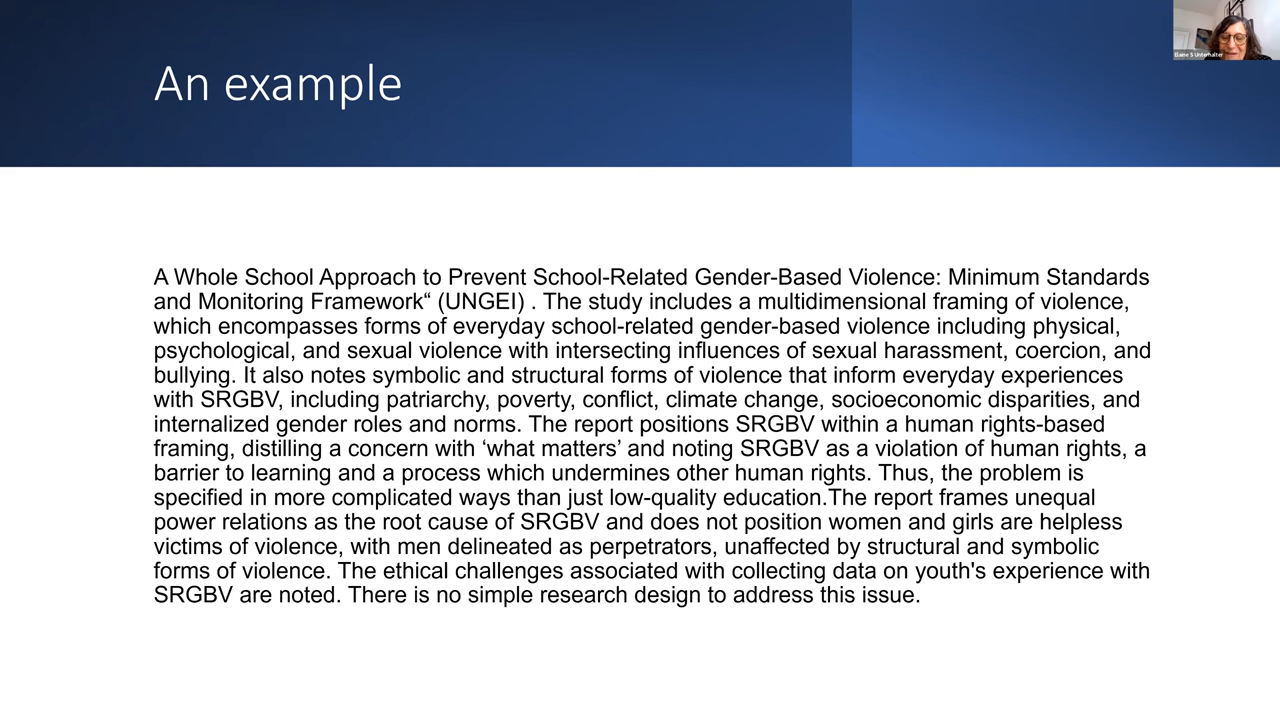 An example
Elaine S Unterhalter
A Whole School Approach to Prevent School-Related Gender-Based Violence: Minimum Standards
and Monitoring Framework“ (UNGEI) . The study includes a multidimensional framing of violence,
which encompasses forms of everyday school-related gender-based violence including physical,
psychological, and sexual violence with intersecting influences of sexual harassment, coercion, and
bullying. It also notes symbolic and structural forms of violence that inform everyday experiences
with SRGBV, including patriarchy, poverty, conflict, climate change, socioeconomic disparities, and
internalized gender roles and norms. The report positions SRGBV within a human rights-based
framing, distilling a concern with ‘what matters’ and noting SRGBV as a violation of human rights, a
barrier to learning and a process which undermines other human rights. Thus, the problem is
specified in more complicated ways than just low-quality education.The report frames unequal
power relations as the root cause of SRGBV and does not position women and girls are helpless
victims of violence, with men delineated as perpetrators, unaffected by structural and symbolic
forms of violence. The ethical challenges associated with collecting data on youth's experience with
SRGBV are noted. There is no simple research design to address this issue.